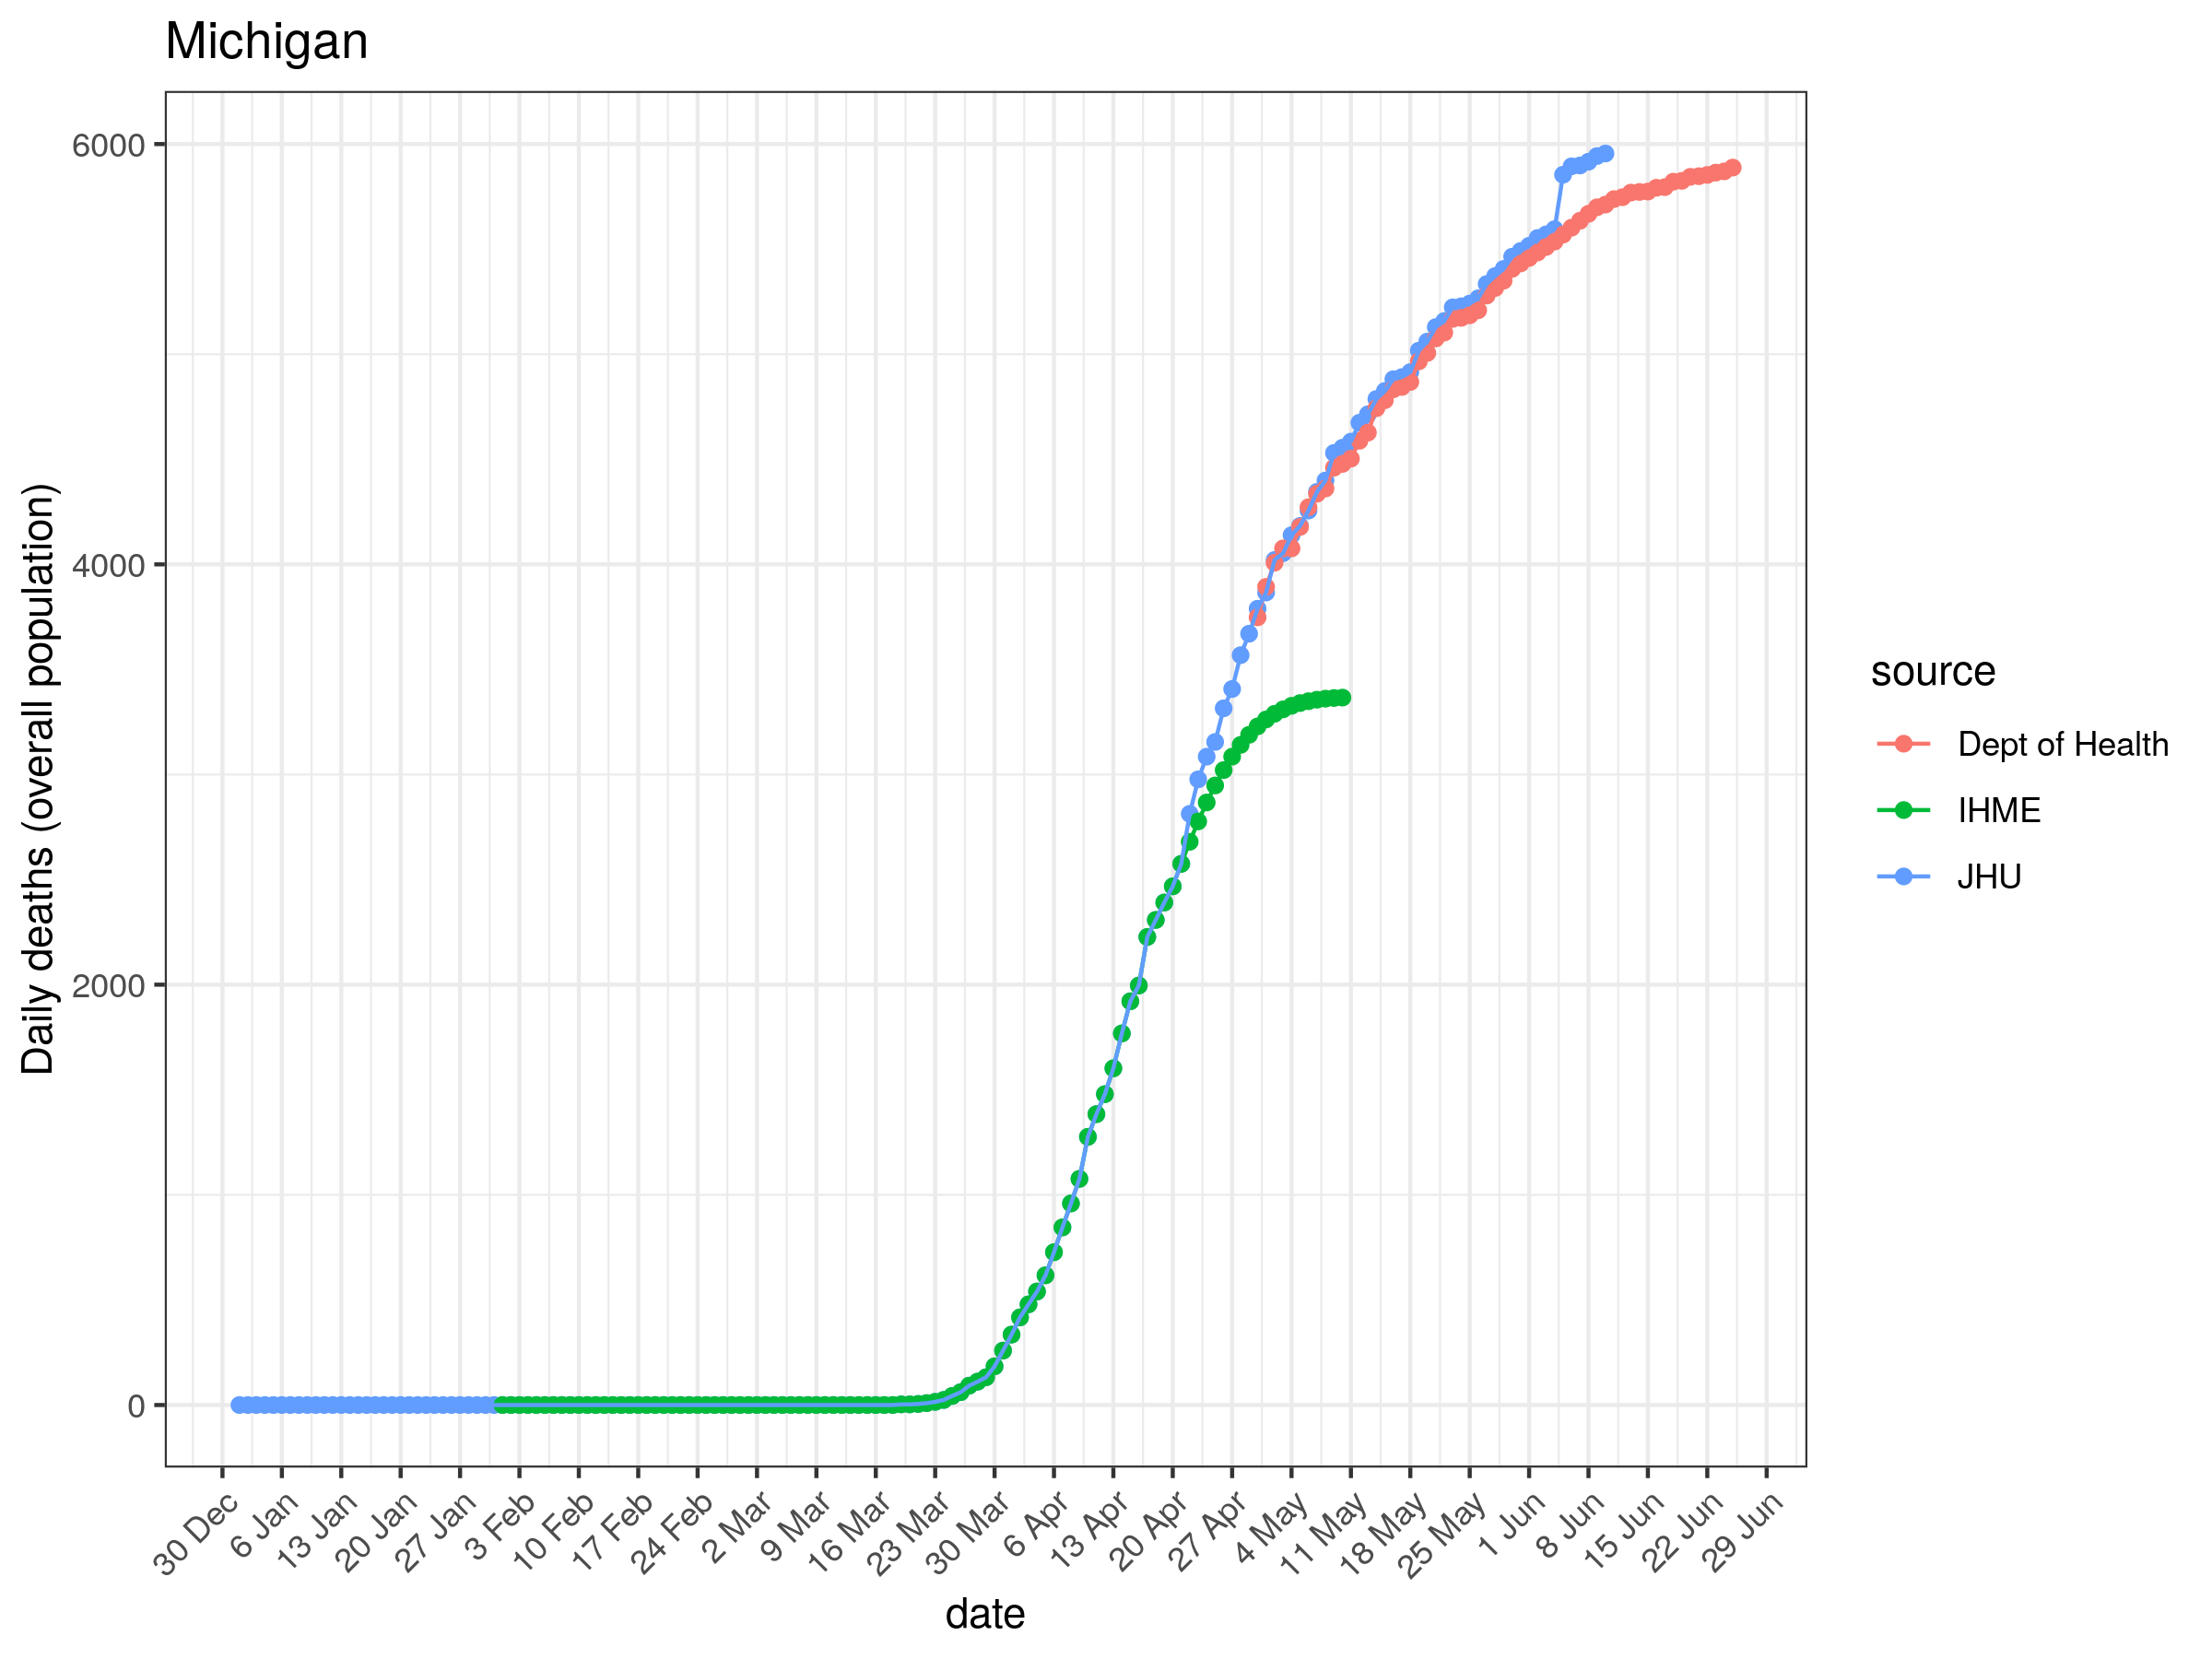 Michigan
Daily deaths (overall population)
6000
4000
2000
0
30 Dec
6 Jan
13 Jan
20 Jan
27 Jan
3 Feb
10 Feb
17 Feb
24 Feb
2 Mar
9 Mar
16 Mar
23 Mar
30 Mar
6 Apr
13 Apr
20 Apr
27 Apr
4 May
11 May
18 May
25 May
1 Jun
8 Jun
15 Jun
22 Jun
29 Jun
date
source
Dept of Health
IHME
JHU